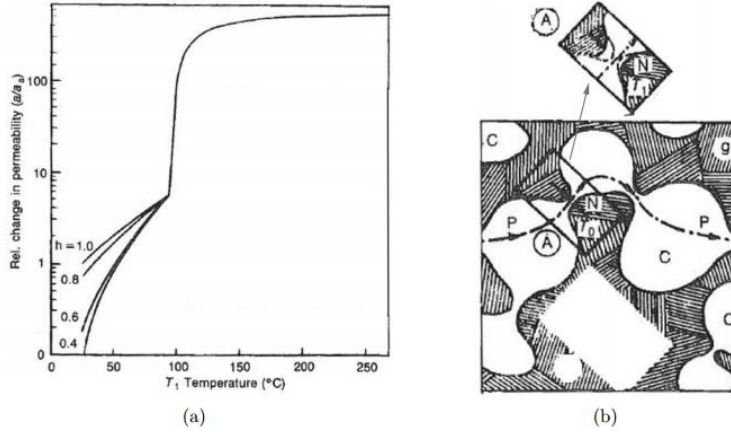 Rel. change in permeability (a/aₐ)
100
10
1
0
h = 1.0
0.8
0.6
0.4
0 50 100 150 200 250
T₁ Temperature (°C)
(a)
A
N
T₁
C
g
N
P
P
A
T₀
C
C
(b)